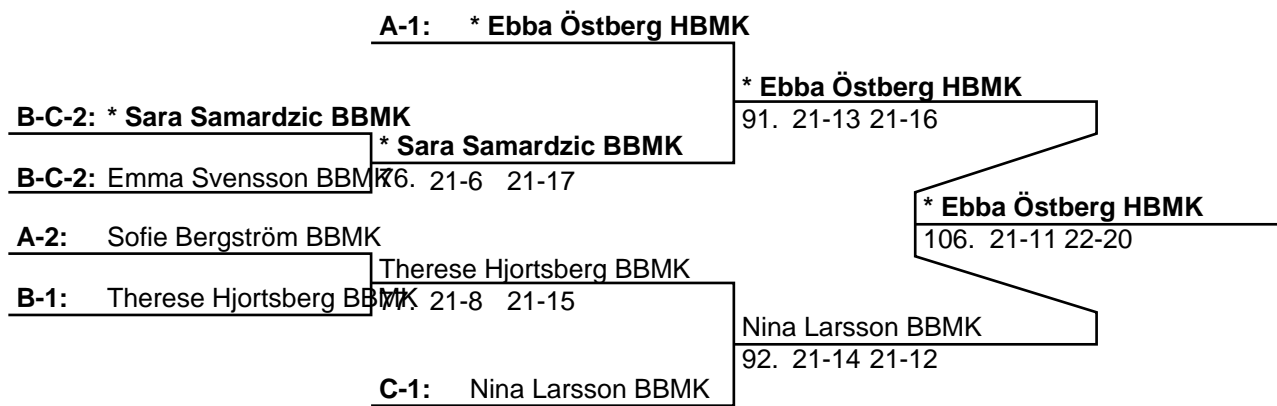 A-1: * Ebba Östberg HBMK
* Ebba Östberg HBMK
B-C-2: * Sara Samardzic BBMK
91. 21-13 21-16
* Sara Samardzic BBMK
B-C-2: Emma Svensson BBMK
76. 21-6 21-17
* Ebba Östberg HBMK
A-2: Sofie Bergström BBMK
106. 21-11 22-20
Therese Hjortsberg BBMK
B-1: Therese Hjortsberg BBMK
77. 21-8 21-15
Nina Larsson BBMK
92. 21-14 21-12
C-1: Nina Larsson BBMK